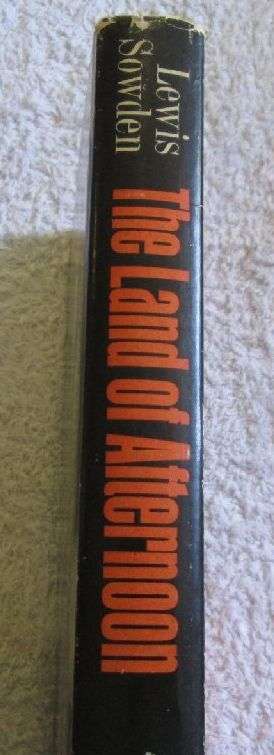 Lewis
Sowden
The Land of Afternoon